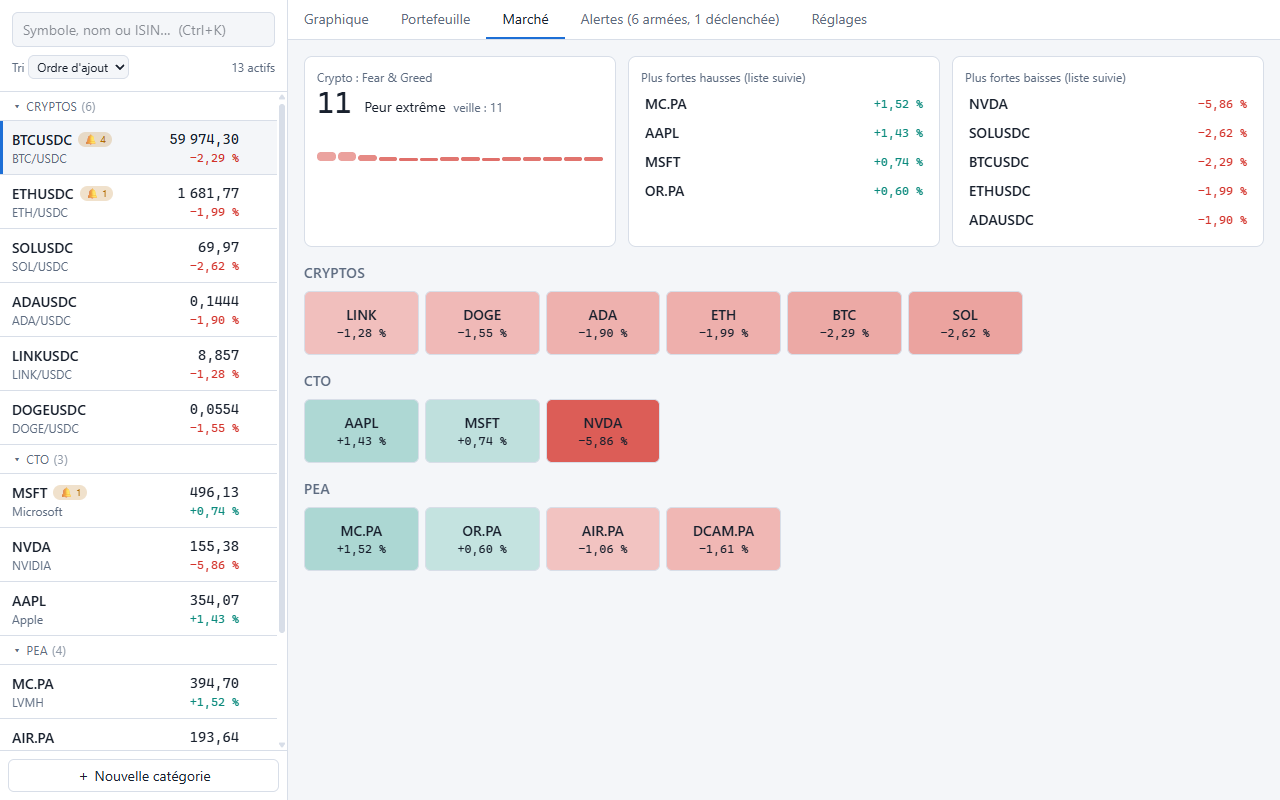 Symbole, nom ou ISIN… (Ctrl+K)
Tri Ordre d'ajout 13 actifs
CRYPTOS (6)
BTCUSDC 4 59 974,30
BTC/USDC −2,29 %
ETHUSDC 1 1 681,77
ETH/USDC −1,99 %
SOLUSDC 69,97
SOL/USDC −2,62 %
ADAUSDC 0,1444
ADA/USDC −1,90 %
LINKUSDC 8,857
LINK/USDC −1,28 %
DOGEUSDC 0,0554
DOGE/USDC −1,55 %
CTO (3)
MSFT 1 496,13
Microsoft +0,74 %
NVDA 155,38
NVIDIA −5,86 %
AAPL 354,07
Apple +1,43 %
PEA (4)
MC.PA 394,70
LVMH +1,52 %
AIR.PA 193,64
+ Nouvelle catégorie
Graphique Portefeuille Marché Alertes (6 armées, 1 déclenchée) Réglages
Crypto : Fear & Greed
11 Peur extrême veille : 11
Plus fortes hausses (liste suivie)
MC.PA +1,52 %
AAPL +1,43 %
MSFT +0,74 %
OR.PA +0,60 %
Plus fortes baisses (liste suivie)
NVDA −5,86 %
SOLUSDC −2,62 %
BTCUSDC −2,29 %
ETHUSDC −1,99 %
ADAUSDC −1,90 %
CRYPTOS
LINK DOGE ADA ETH BTC SOL
−1,28 % −1,55 % −1,90 % −1,99 % −2,29 % −2,62 %
CTO
AAPL MSFT NVDA
+1,43 % +0,74 % −5,86 %
PEA
MC.PA OR.PA AIR.PA DCAM.PA
+1,52 % +0,60 % −1,06 % −1,61 %